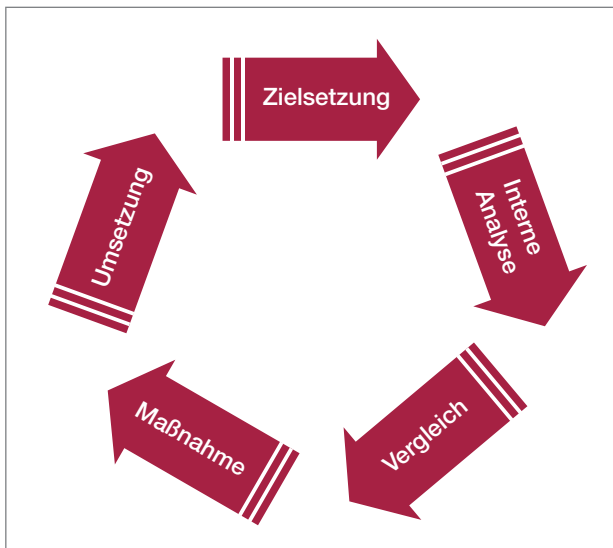 Zielsetzung
Interne
Analyse
Vergleich
Maßnahme
Umsetzung